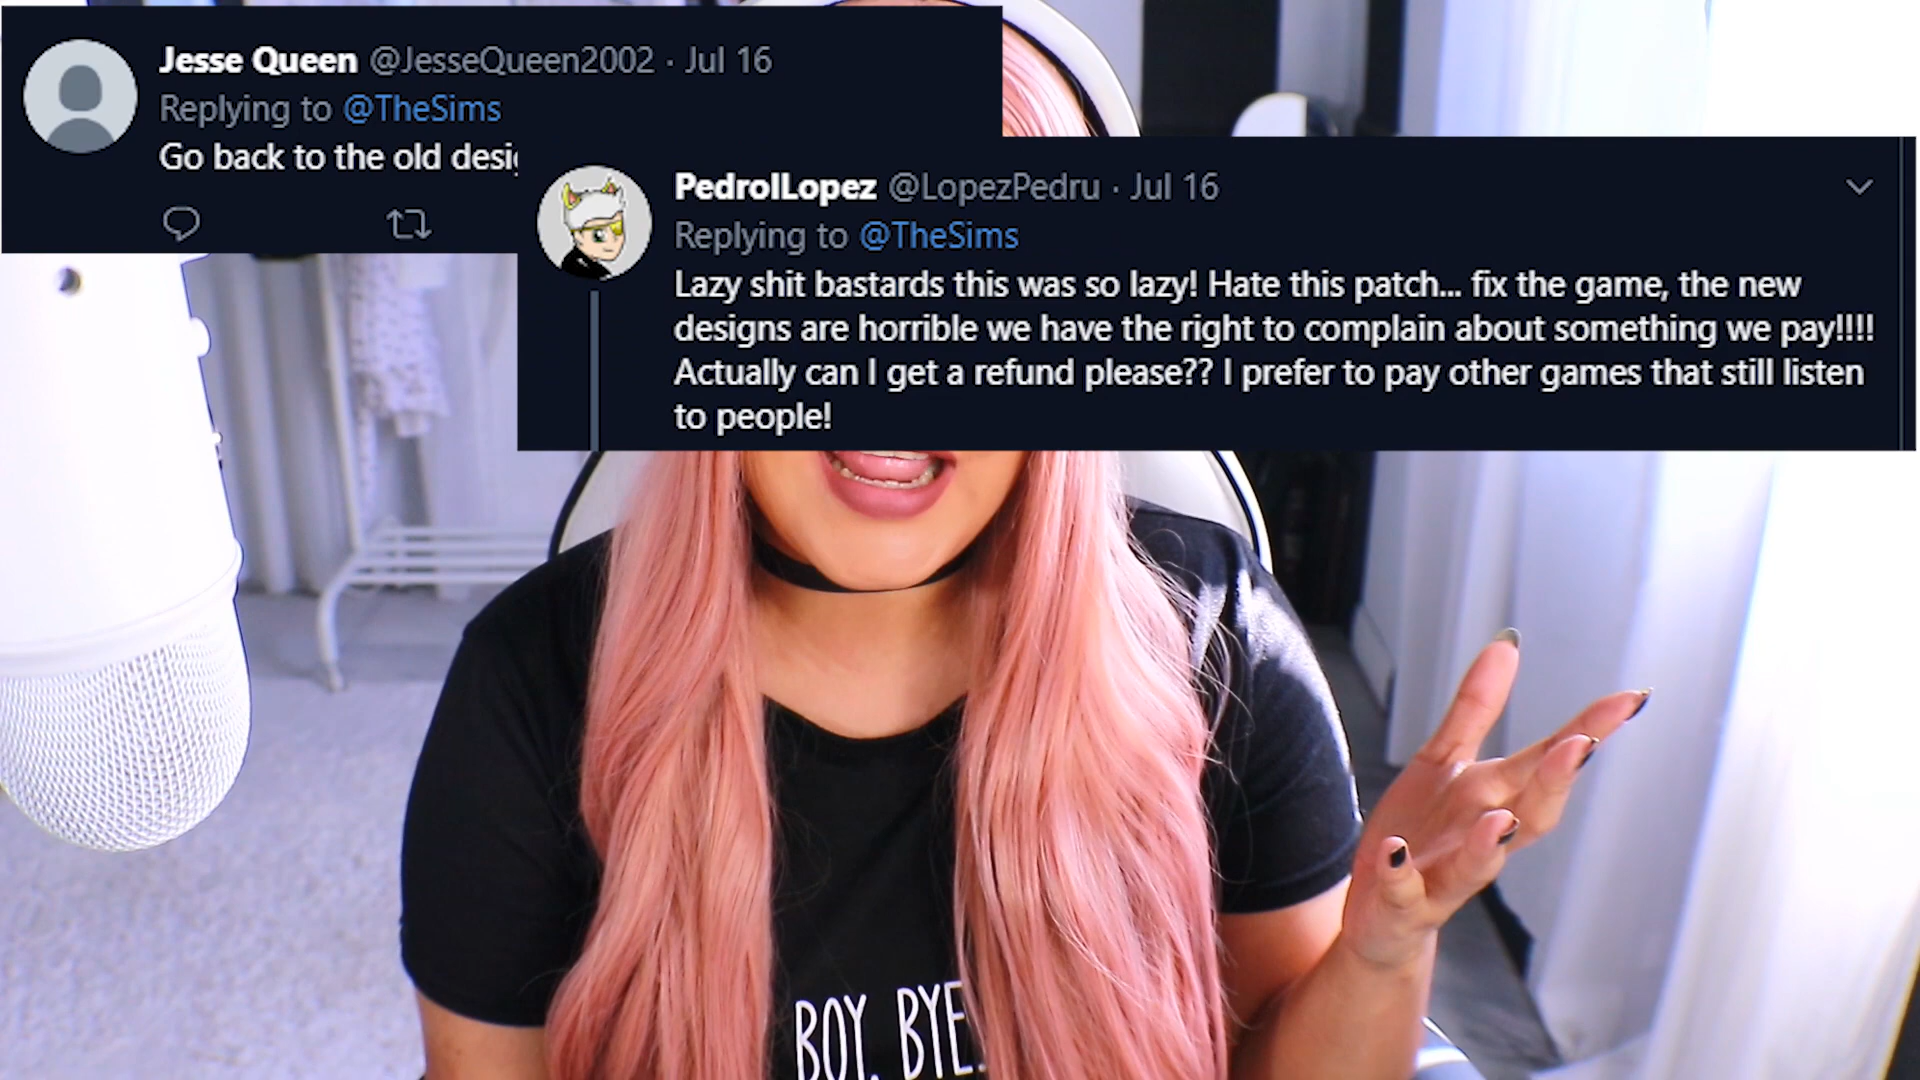 Jesse Queen @JesseQueen2002 · Jul 16
Replying to @TheSims
Go back to the old
PedrolLopez @LopezPedru · Jul 16
Replying to @TheSims
Lazy shit bastards this was so lazy! Hate this patch... fix the game, the new
designs are horrible we have the right to complain about something we pay!!!!
Actually can I get a refund please?? I prefer to pay other games that still listen
to people!
BOY, BYE.